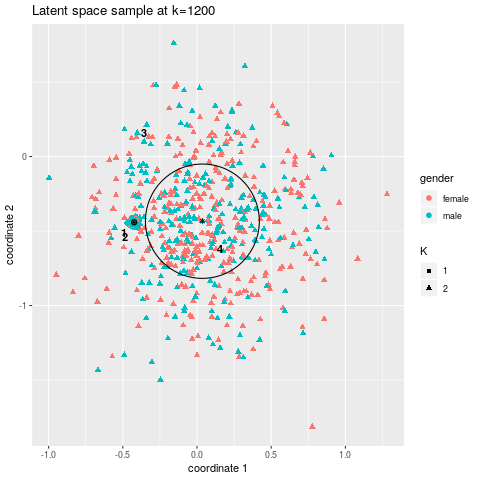 Latent space sample at k=1200
coordinate 2
0
-1
3
1
2
4
-1.0
-0.5
0.0
0.5
1.0
coordinate 1
gender
female
male
K
1
2